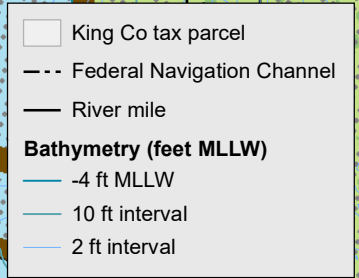 King Co tax parcel
Federal Navigation Channel
River mile
Bathymetry (feet MLLW)
-4 ft MLLW
10 ft interval
2 ft interval